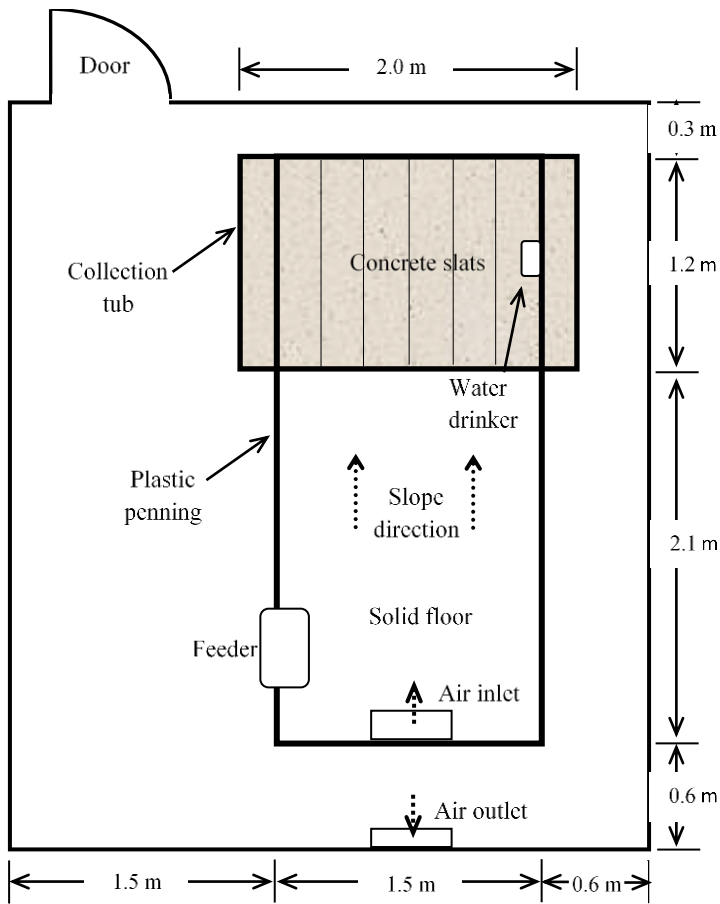 Door
2.0 m
0.3 m
Collection
tub
Concrete slats
1.2 m
Water
drinker
Plastic
penning
Slope
direction
2.1 m
Solid floor
Feeder
Air inlet
0.6 m
Air outlet
1.5 m
1.5 m
0.6 m